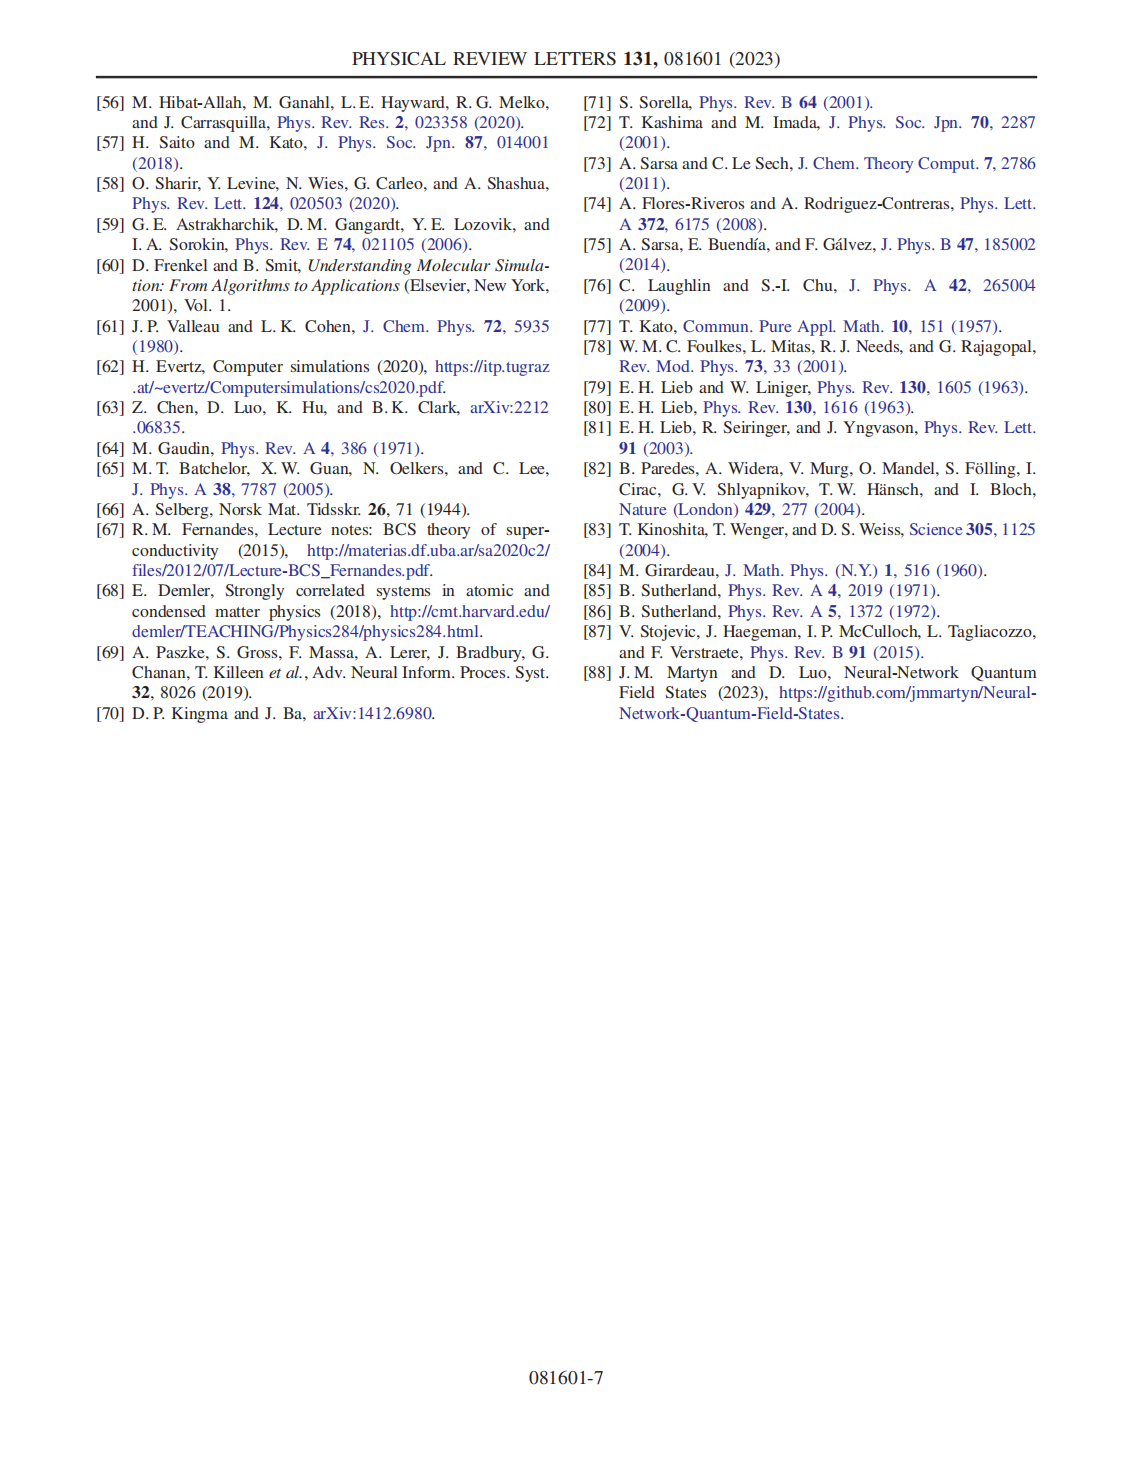 PHYSICAL REVIEW LETTERS 131, 081601 (2023)
[56] M. Hibat-Allah, M. Ganahl, L. E. Hayward, R. G. Melko,
and J. Carrasquilla, Phys. Rev. Res. 2, 023358 (2020).
[57] H. Saito and M. Kato, J. Phys. Soc. Jpn. 87, 014001
(2018).
[58] O. Sharir, Y. Levine, N. Wies, G. Carleo, and A. Shashua,
Phys. Rev. Lett. 124, 020503 (2020).
[59] G. E. Astrakharchik, D. M. Gangardt, Y. E. Lozovik, and
I. A. Sorokin, Phys. Rev. E 74, 021105 (2006).
[60] D. Frenkel and B. Smit, Understanding Molecular Simula-
tion: From Algorithms to Applications (Elsevier, New York,
2001), Vol. 1.
[61] J. P. Valleau and L. K. Cohen, J. Chem. Phys. 72, 5935
(1980).
[62] H. Evertz, Computer simulations (2020), https://itp.tugraz
.at/~evertz/Computersimulations/cs2020.pdf.
[63] Z. Chen, D. Luo, K. Hu, and B. K. Clark, arXiv:2212
.06835.
[64] M. Gaudin, Phys. Rev. A 4, 386 (1971).
[65] M. T. Batchelor, X. W. Guan, N. Oelkers, and C. Lee,
J. Phys. A 38, 7787 (2005).
[66] A. Selberg, Norsk Mat. Tidsskr. 26, 71 (1944).
[67] R. M. Fernandes, Lecture notes: BCS theory of super-
conductivity (2015), http://materias.df.uba.ar/sa2020c2/
files/2012/07/Lecture-BCS_Fernandes.pdf.
[68] E. Demler, Strongly correlated systems in atomic and
condensed matter physics (2018), http://cmt.harvard.edu/
demler/TEACHING/Physics284/physics284.html.
[69] A. Paszke, S. Gross, F. Massa, A. Lerer, J. Bradbury, G.
Chanan, T. Killeen et al., Adv. Neural Inform. Proces. Syst.
32, 8026 (2019).
[70] D. P. Kingma and J. Ba, arXiv:1412.6980.
[71] S. Sorella, Phys. Rev. B 64 (2001).
[72] T. Kashima and M. Imada, J. Phys. Soc. Jpn. 70, 2287
(2001).
[73] A. Sarsa and C. Le Sech, J. Chem. Theory Comput. 7, 2786
(2011).
[74] A. Flores-Riveros and A. Rodriguez-Contreras, Phys. Lett.
A 372, 6175 (2008).
[75] A. Sarsa, E. Buendía, and F. Gálvez, J. Phys. B 47, 185002
(2014).
[76] C. Laughlin and S.-I. Chu, J. Phys. A 42, 265004
(2009).
[77] T. Kato, Commun. Pure Appl. Math. 10, 151 (1957).
[78] W. M. C. Foulkes, L. Mitas, R. J. Needs, and G. Rajagopal,
Rev. Mod. Phys. 73, 33 (2001).
[79] E. H. Lieb and W. Liniger, Phys. Rev. 130, 1605 (1963).
[80] E. H. Lieb, Phys. Rev. 130, 1616 (1963).
[81] E. H. Lieb, R. Seiringer, and J. Yngvason, Phys. Rev. Lett.
91 (2003).
[82] B. Paredes, A. Widera, V. Murg, O. Mandel, S. Fölling, I.
Cirac, G. V. Shlyapnikov, T. W. Hänsch, and I. Bloch,
Nature (London) 429, 277 (2004).
[83] T. Kinoshita, T. Wenger, and D. S. Weiss, Science 305, 1125
(2004).
[84] M. Girardeau, J. Math. Phys. (N.Y.) 1, 516 (1960).
[85] B. Sutherland, Phys. Rev. A 4, 2019 (1971).
[86] B. Sutherland, Phys. Rev. A 5, 1372 (1972).
[87] V. Stojevic, J. Haegeman, I. P. McCulloch, L. Tagliacozzo,
and F. Verstraete, Phys. Rev. B 91 (2015).
[88] J. M. Martyn and D. Luo, Neural-Network Quantum
Field States (2023), https://github.com/jmmartyn/Neural-
Network-Quantum-Field-States.
081601-7